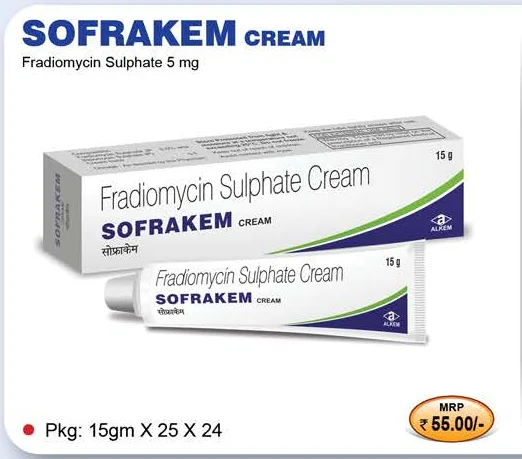 SOFRAKEM CREAM
Fradiomycin Sulphate 5 mg
15 g
Fradiomycin Sulphate Cream
SOFRAKEM CREAM
सोफ्राकेम
ALKEM
SOFRAKEM
15 g
Fradiomycin Sulphate Cream
SOFRAKEM CREAM
सोफ्राकेम
ALKEM
Pkg: 15gm X 25 X 24
MRP
₹ 55.00/-